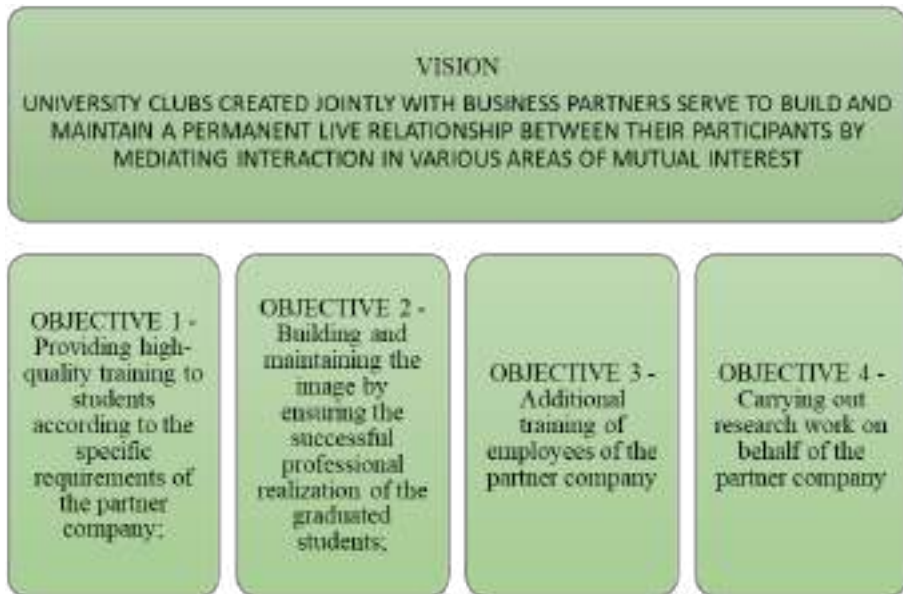 VISION
UNIVERSITY CLUBS CREATED JOINTLY WITH BUSINESS PARTNERS SERVE TO BUILD AND
MAINTAIN A PERMANENT LIVE RELATIONSHIP BETWEEN THEIR PARTICIPANTS BY
MEDIATING INTERACTION IN VARIOUS AREAS OF MUTUAL INTEREST
OBJECTIVE 1 -
Providing high-
quality training to
students
according to the
specific
requirements of
the partner
company;
OBJECTIVE 2 -
Building and
maintaining the
image by
ensuring the
successful
professional
realization of the
graduated
students;
OBJECTIVE 3 -
Additional
training of
employees of the
partner company
OBJECTIVE 4 -
Carrying out
research work on
behalf of the
partner company